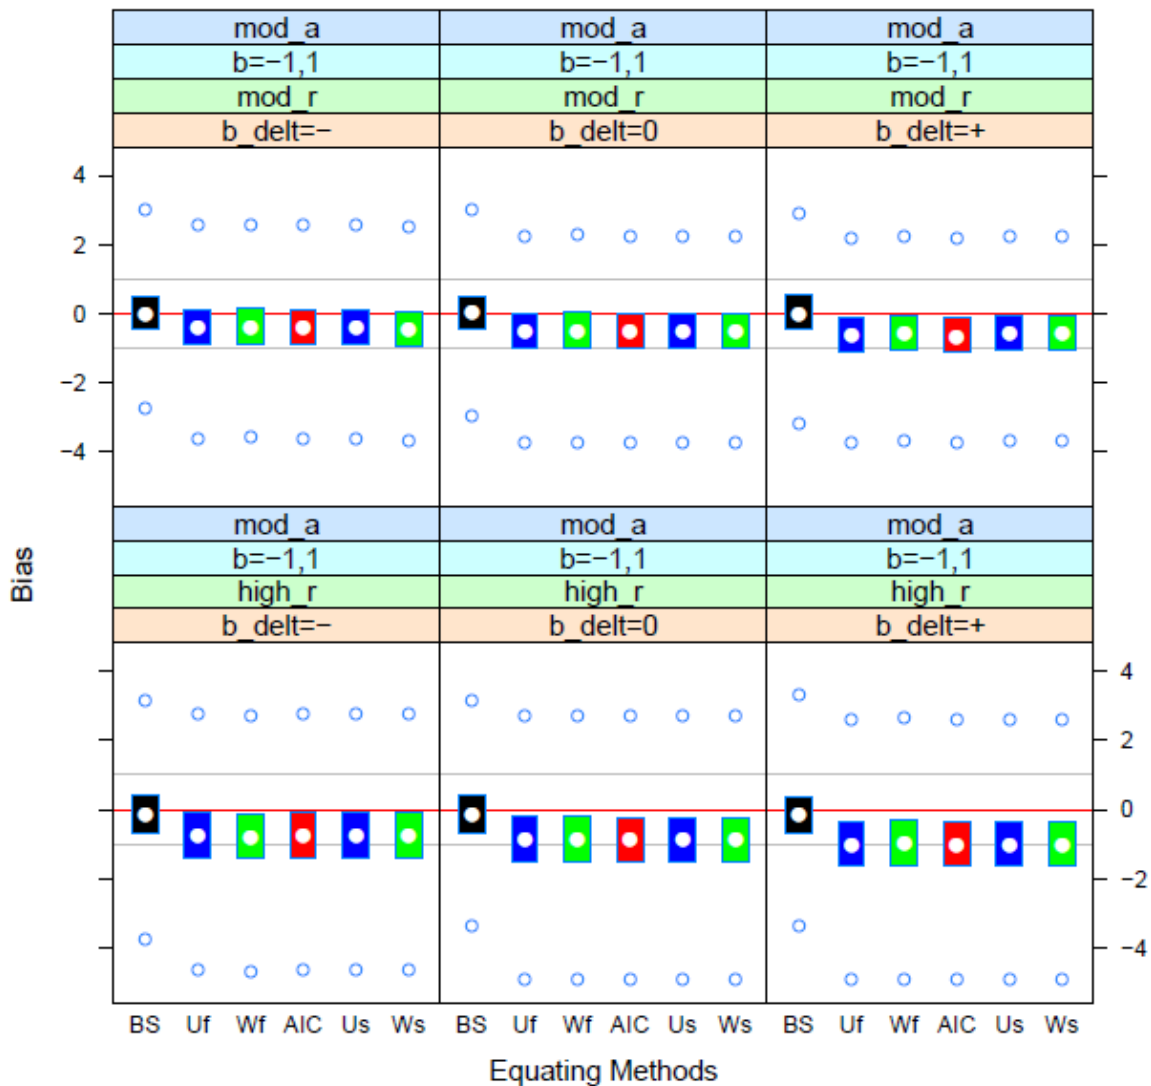 mod_a mod_a mod_a
b=−1,1 b=−1,1 b=−1,1
mod_r mod_r mod_r
b_delt=− b_delt=0 b_delt=+
4
2
0
−2
−4
mod_a mod_a mod_a
b=−1,1 b=−1,1 b=−1,1
high_r high_r high_r
b_delt=− b_delt=0 b_delt=+
4
2
0
−2
−4
Bias
BS Uf Wf AIC Us Ws BS Uf Wf AIC Us Ws BS Uf Wf AIC Us Ws
Equating Methods